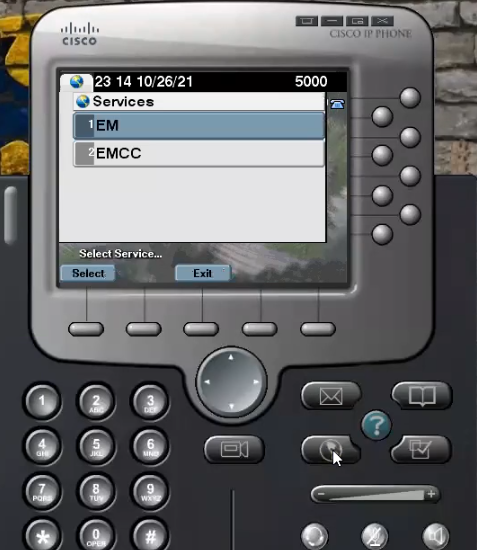 CISCO
CISCO IP PHONE
23 14 10/26/21 5000
Services
1 EM
2 EMCC
Select Service...
Select Exit
1 2 ABC 3 DEF
4 GHI 5 JKL 6 MNO
7 PQRS 8 TUV 9 WXYZ
* 0 OPER #
?
- +